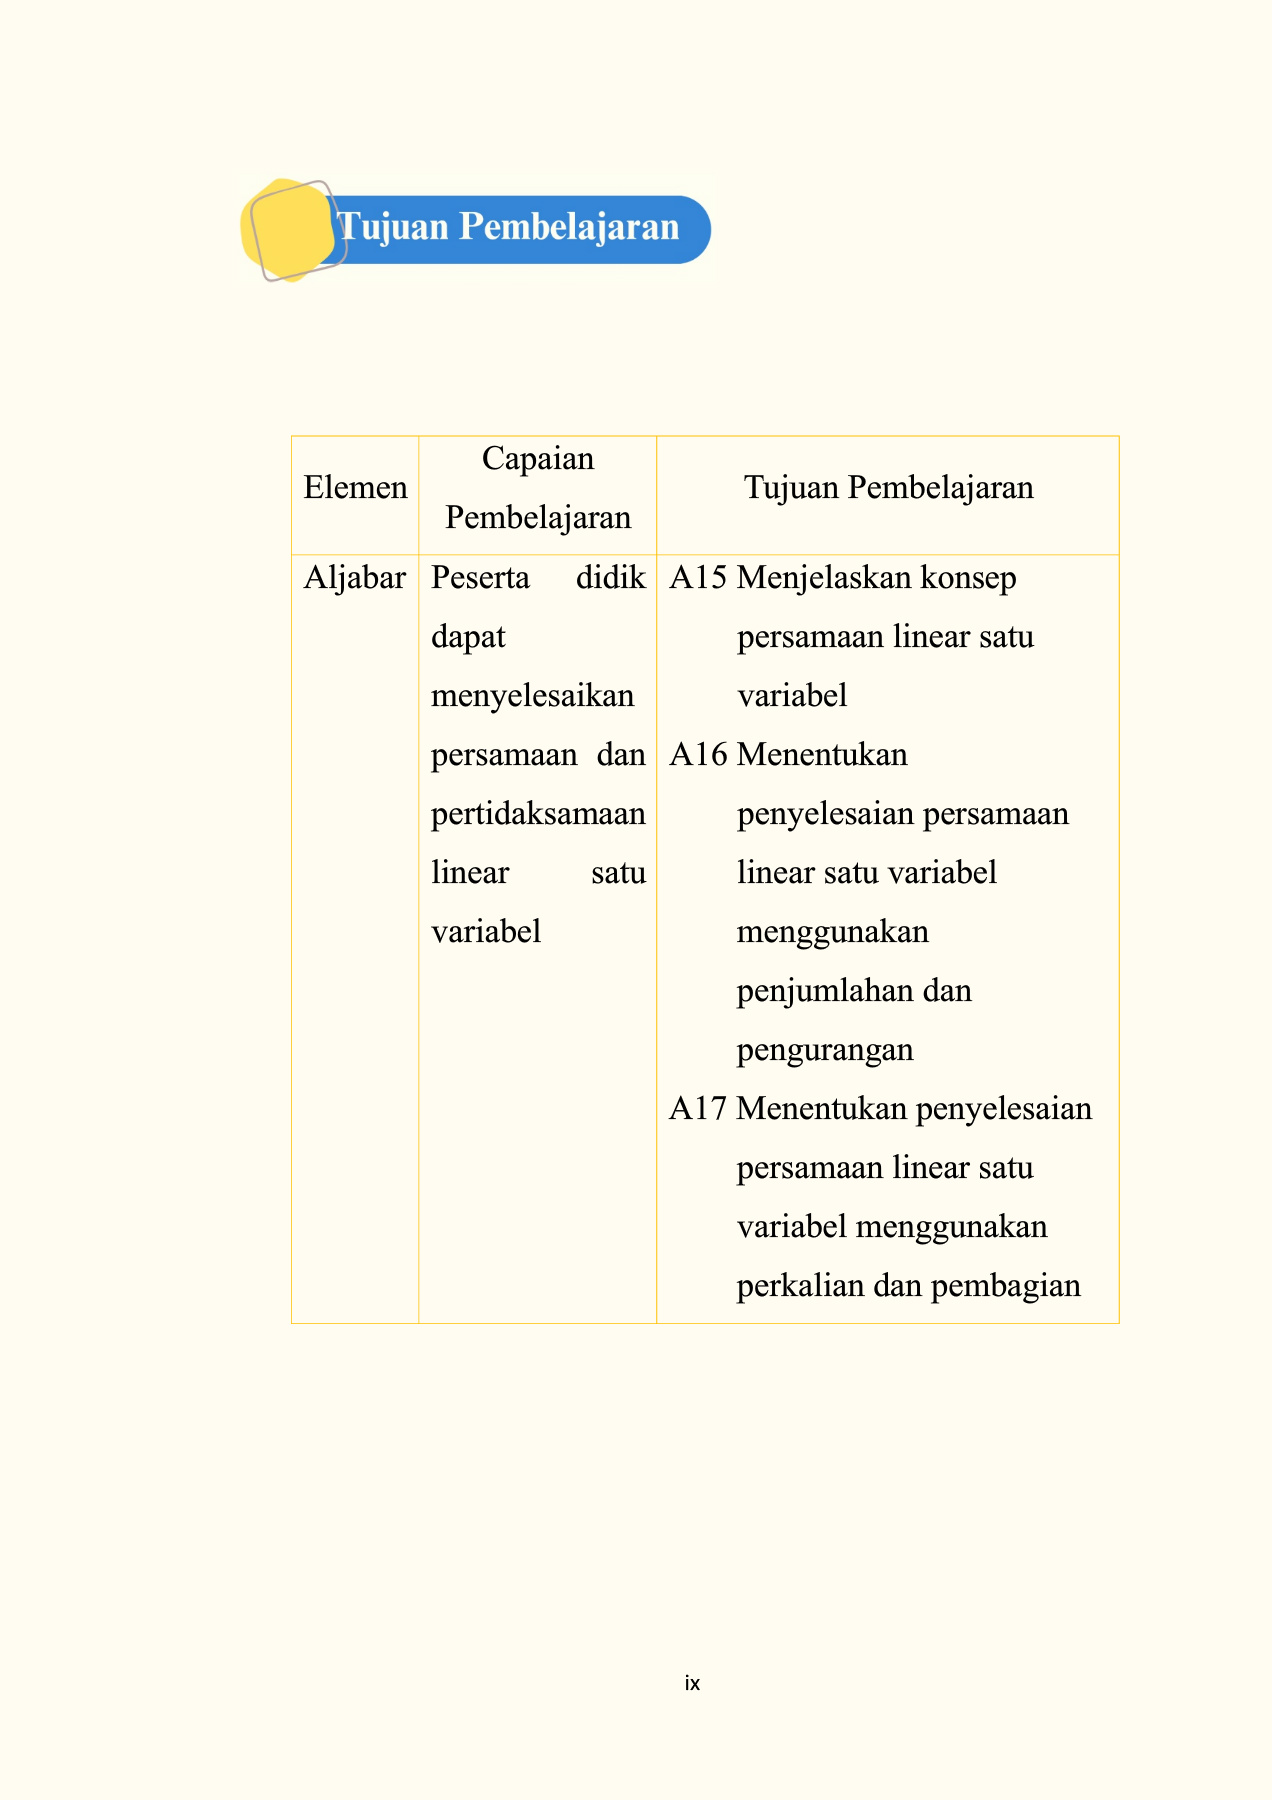 Tujuan Pembelajaran
Elemen
Capaian
Pembelajaran
Tujuan Pembelajaran
Aljabar
Peserta didik
dapat
menyelesaikan
persamaan dan
pertidaksamaan
linear satu
variabel
A15 Menjelaskan konsep
persamaan linear satu
variabel
A16 Menentukan
penyelesaian persamaan
linear satu variabel
menggunakan
penjumlahan dan
pengurangan
A17 Menentukan penyelesaian
persamaan linear satu
variabel menggunakan
perkalian dan pembagian
ix